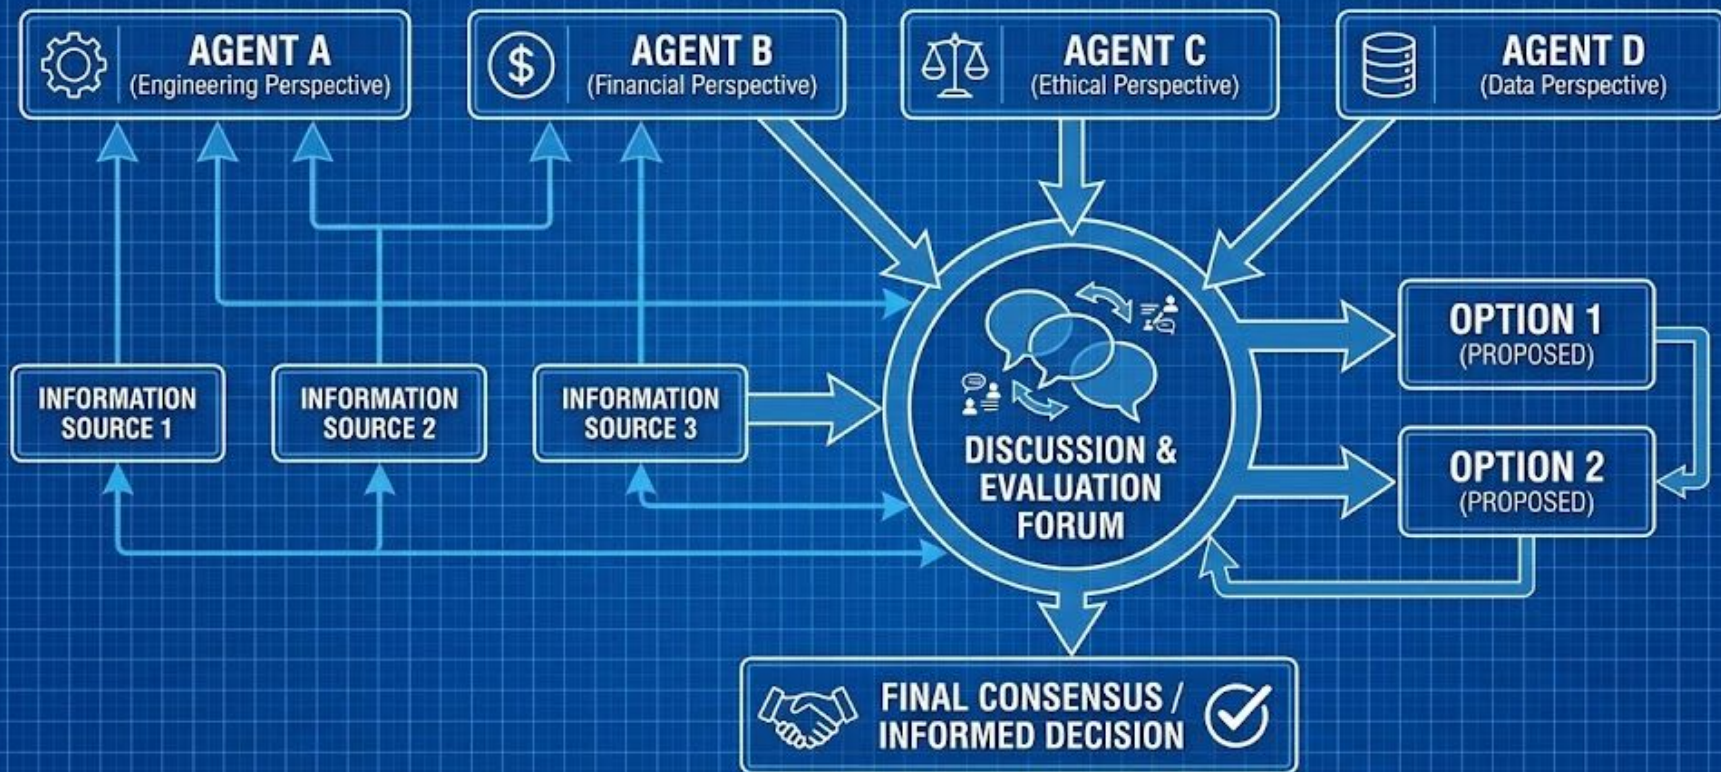 AGENT A
(Engineering Perspective)
$
AGENT B
(Financial Perspective)
AGENT C
(Ethical Perspective)
AGENT D
(Data Perspective)
INFORMATION
SOURCE 1
INFORMATION
SOURCE 2
INFORMATION
SOURCE 3
DISCUSSION &
EVALUATION
FORUM
OPTION 1
(PROPOSED)
OPTION 2
(PROPOSED)
FINAL CONSENSUS /
INFORMED DECISION